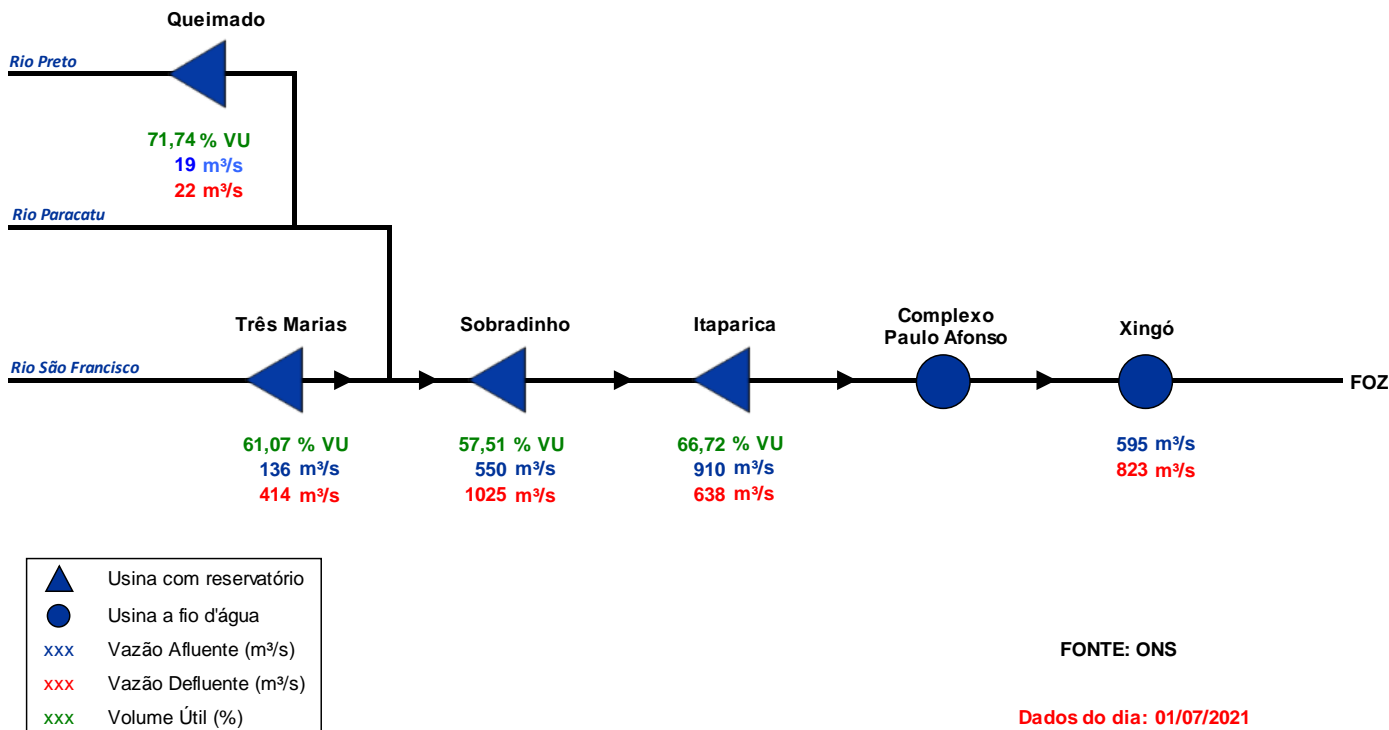 Queimado
Rio Preto
71,74 % VU
19 m³/s
22 m³/s
Rio Paracatu
Três Marias
Sobradinho
Itaparica
Complexo
Paulo Afonso
Xingó
Rio São Francisco
FOZ
61,07 % VU
136 m³/s
414 m³/s
57,51 % VU
550 m³/s
1025 m³/s
66,72 % VU
910 m³/s
638 m³/s
595 m³/s
823 m³/s
Usina com reservatório
Usina a fio d'água
xxx Vazão Afluente (m³/s)
xxx Vazão Defluente (m³/s)
xxx Volume Útil (%)
FONTE: ONS
Dados do dia: 01/07/2021